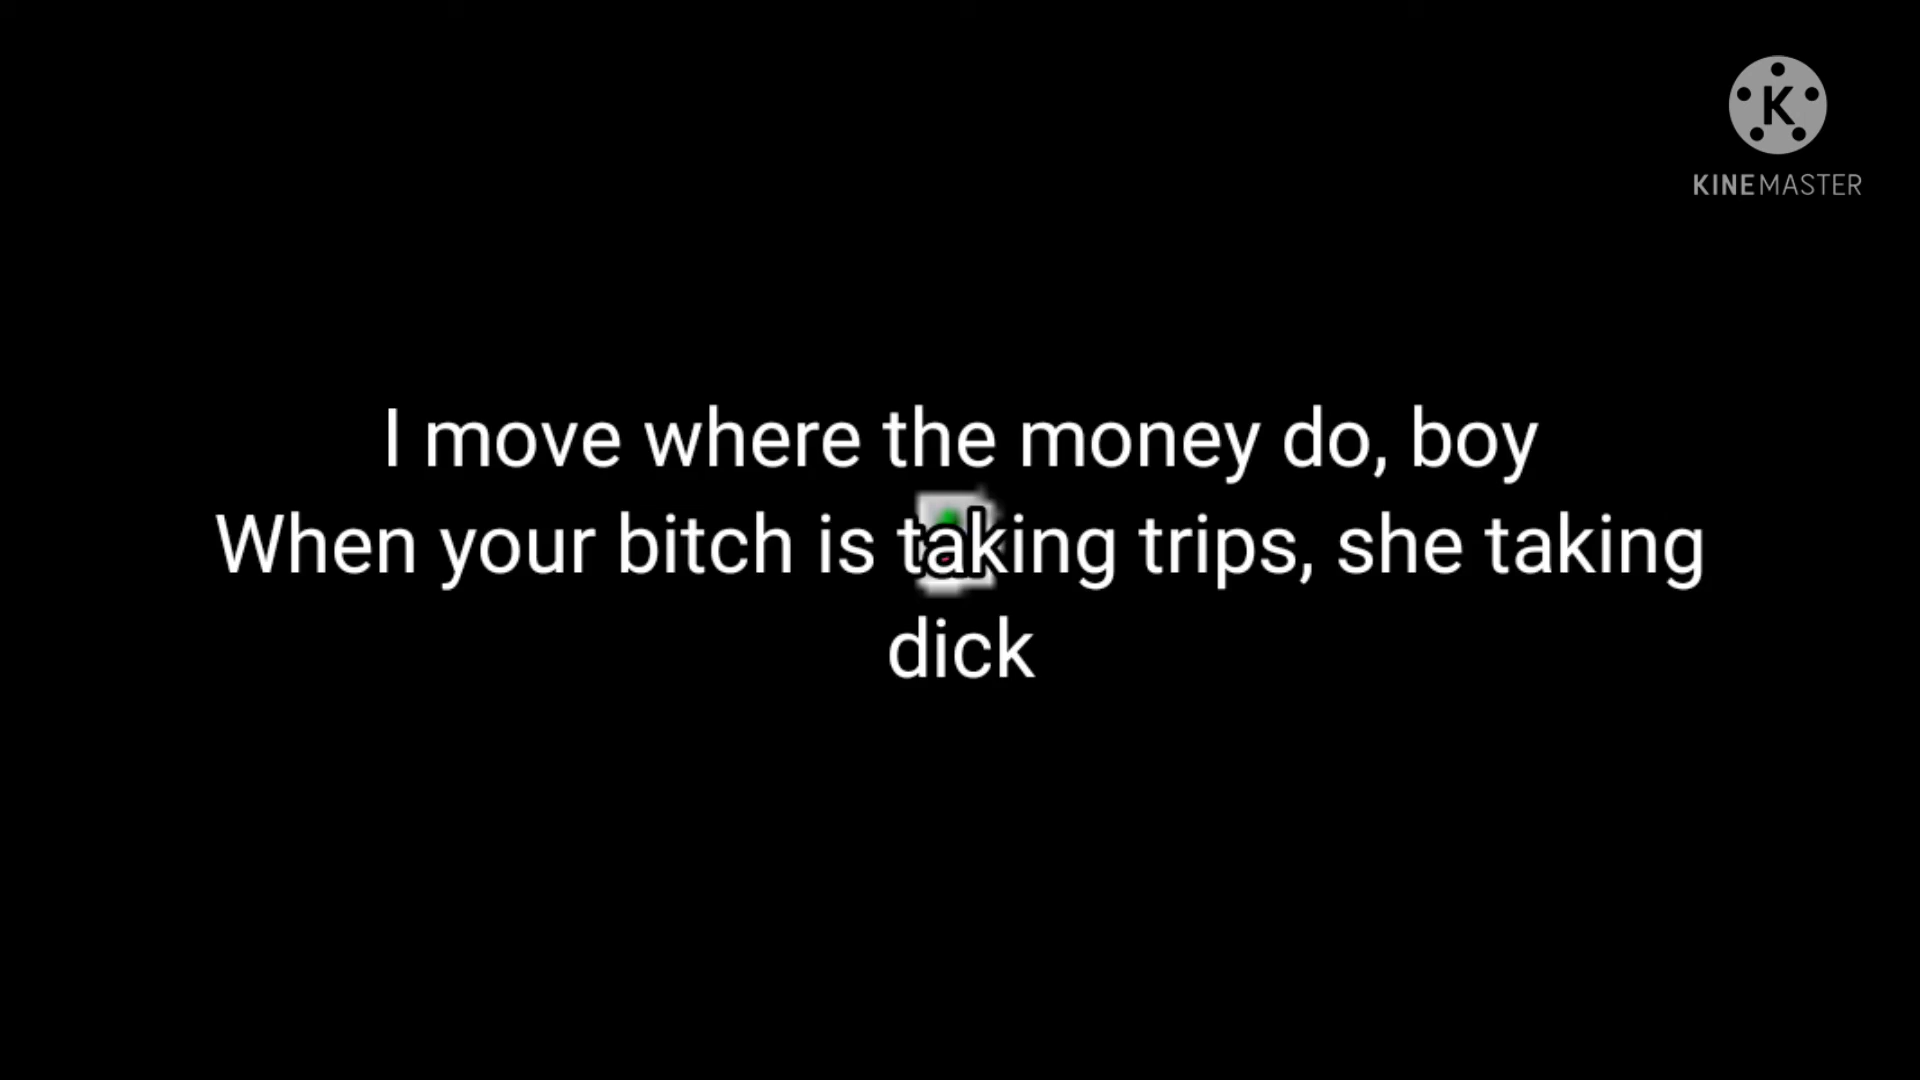 KINEMASTER
I move where the money do, boy
When your bitch is taking trips, she taking
dick